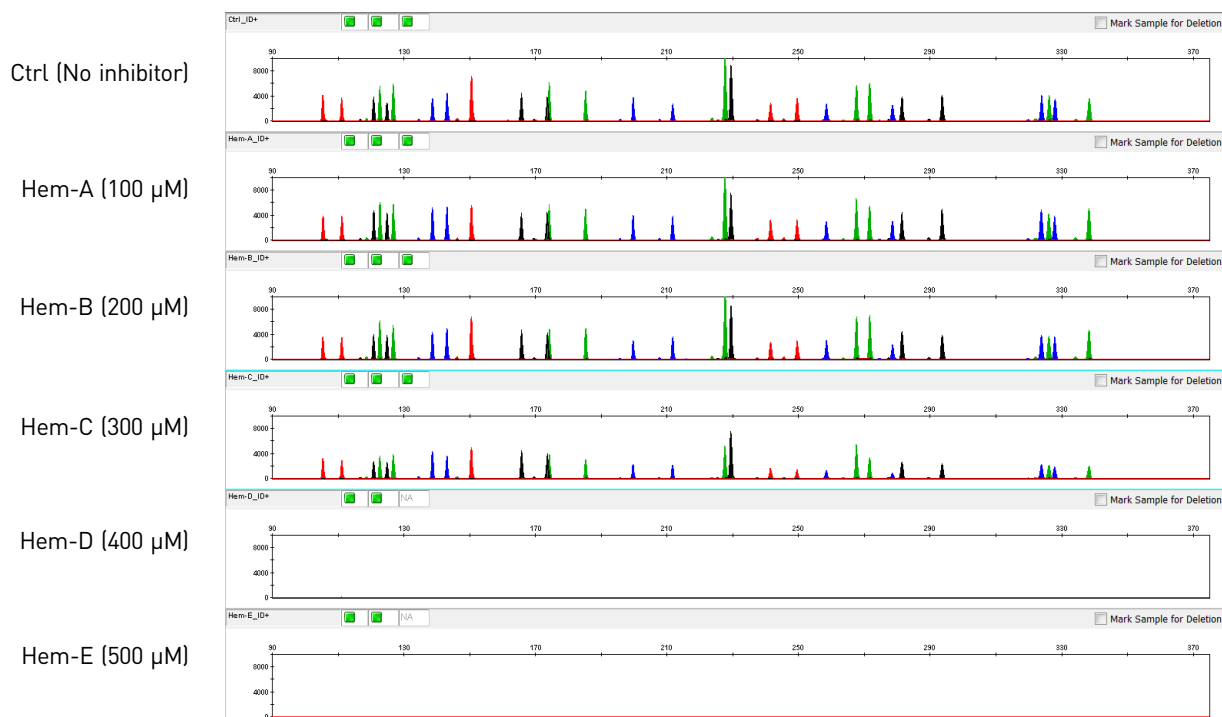 Ctrl_ID+ Mark Sample for Deletion
90 130 170 210 250 290 330 370
Ctrl (No inhibitor)
8000
4000
0
Hem-A_ID+ Mark Sample for Deletion
90 130 170 210 250 290 330 370
Hem-A (100 µM)
8000
4000
0
Hem-B_ID+ Mark Sample for Deletion
90 130 170 210 250 290 330 370
Hem-B (200 µM)
8000
4000
0
Hem-C_ID+ Mark Sample for Deletion
90 130 170 210 250 290 330 370
Hem-C (300 µM)
8000
4000
0
Hem-D_ID+ NA Mark Sample for Deletion
90 130 170 210 250 290 330 370
Hem-D (400 µM)
8000
4000
0
Hem-E_ID+ NA Mark Sample for Deletion
90 130 170 210 250 290 330 370
Hem-E (500 µM)
8000
4000
0